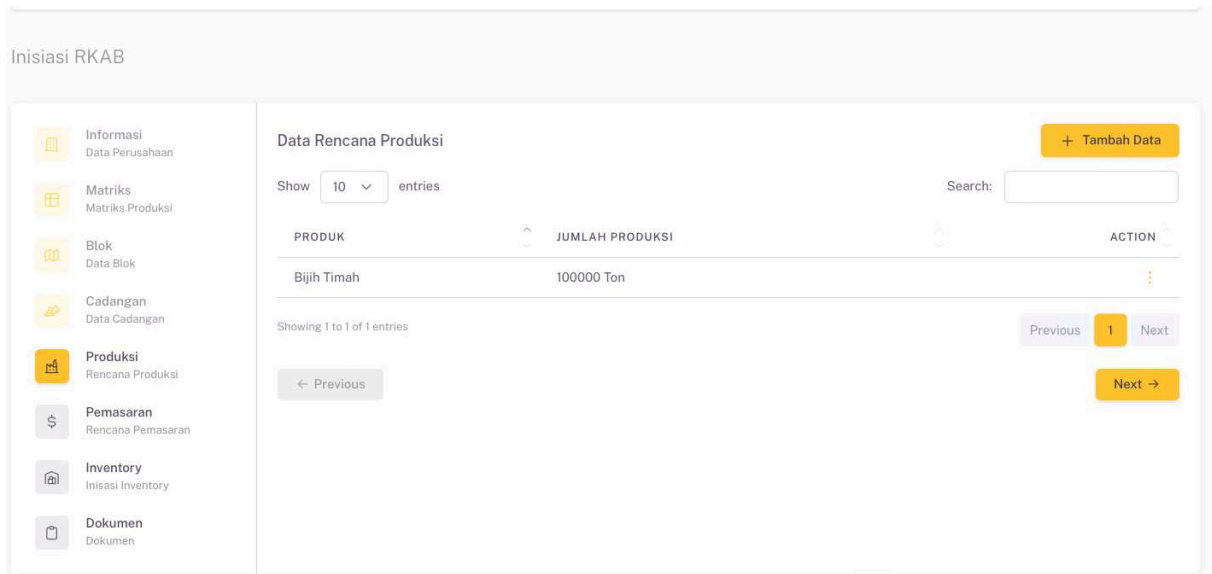 Inisiasi RKAB
Informasi
Data Perusahaan
Matriks
Matriks Produksi
Blok
Data Blok
Cadangan
Data Cadangan
Produksi
Rencana Produksi
Pemasaran
Rencana Pemasaran
Inventory
Inisasi Inventory
Dokumen
Dokumen
Data Rencana Produksi
+ Tambah Data
Show 10 entries
Search:
PRODUK JUMLAH PRODUKSI ACTION
Bijih Timah 100000 Ton
Showing 1 to 1 of 1 entries
Previous 1 Next
← Previous
Next →